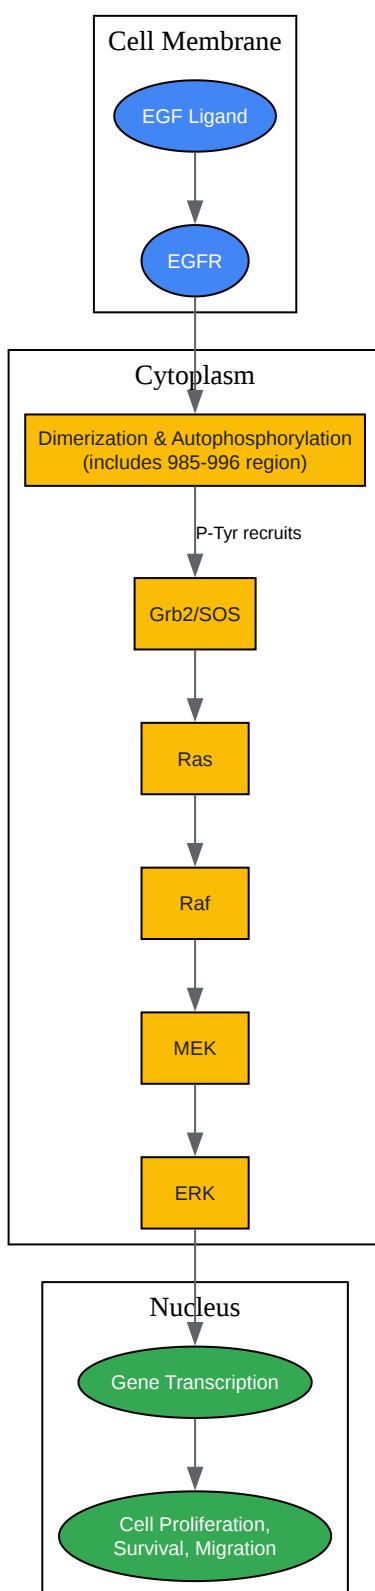 Cell Membrane
EGF Ligand
EGFR
Cytoplasm
Dimerization & Autophosphorylation
(includes 985-996 region)
P-Tyr recruits
Grb2/SOS
Ras
Raf
MEK
ERK
Nucleus
Gene Transcription
Cell Proliferation,
Survival, Migration